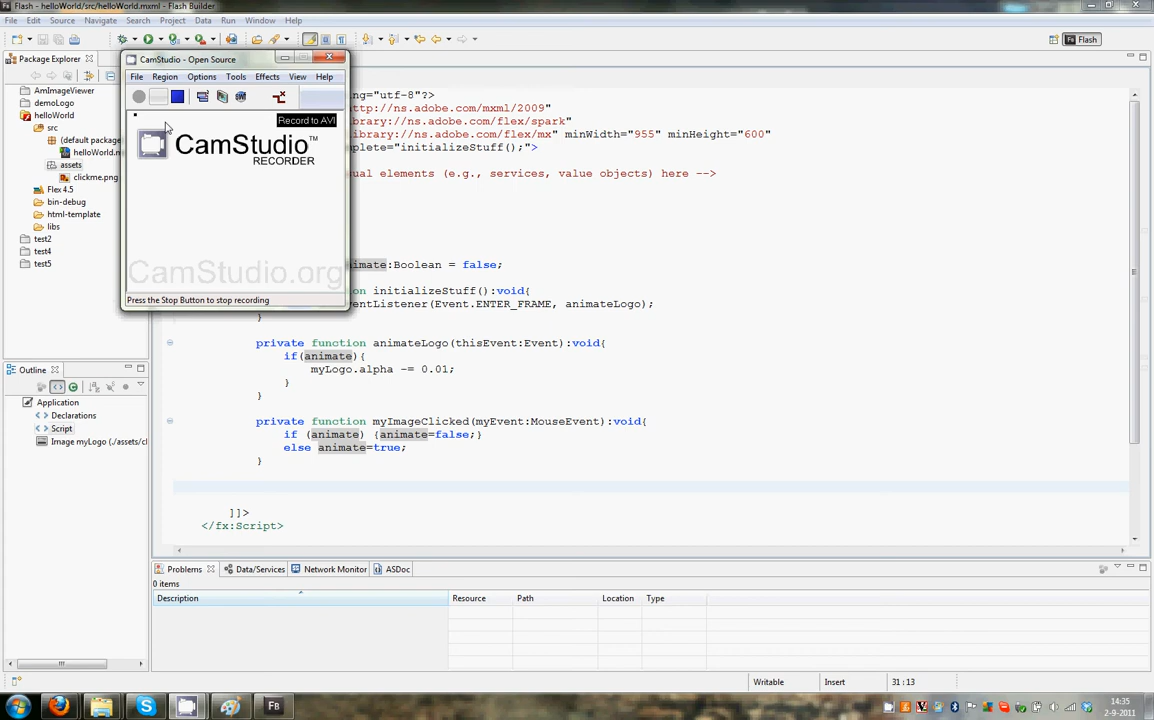 Flash - helloWorld/src/helloWorld.mxml - Flash Builder
File Edit Source Navigate Search Project Data Run Window Help
Flash
Package Explorer
AmImageViewer
demoLogo
helloWorld
src
(default package
helloWorld.m
assets
clickme.png
Flex 4.5
bin-debug
html-template
libs
test2
test4
test5
CamStudio - Open Source
File Region Options Tools Effects View Help
Record to AVI
CamStudio™
RECORDER
CamStudio.org
Press the Stop Button to stop recording
ing="utf-8"?>
ttp://ns.adobe.com/mxml/2009"
ibrary://ns.adobe.com/flex/spark"
ibrary://ns.adobe.com/flex/mx" minWidth="955" minHeight="600"
mplete="initializeStuff();">
sual elements (e.g., services, value objects) here -->
imate:Boolean = false;
on initializeStuff():void{
entListener(Event.ENTER_FRAME, animateLogo);
}
private function animateLogo(thisEvent:Event):void{
if(animate){
myLogo.alpha -= 0.01;
}
}
private function myImageClicked(myEvent:MouseEvent):void{
if (animate) {animate=false;}
else animate=true;
}
]]>
</fx:Script>
Outline
Application
Declarations
Script
Image myLogo (./assets/cl
Problems Data/Services Network Monitor ASDoc
0 items
Description Resource Path Location Type
Writable Insert 31 : 13
14:35
2-9-2011